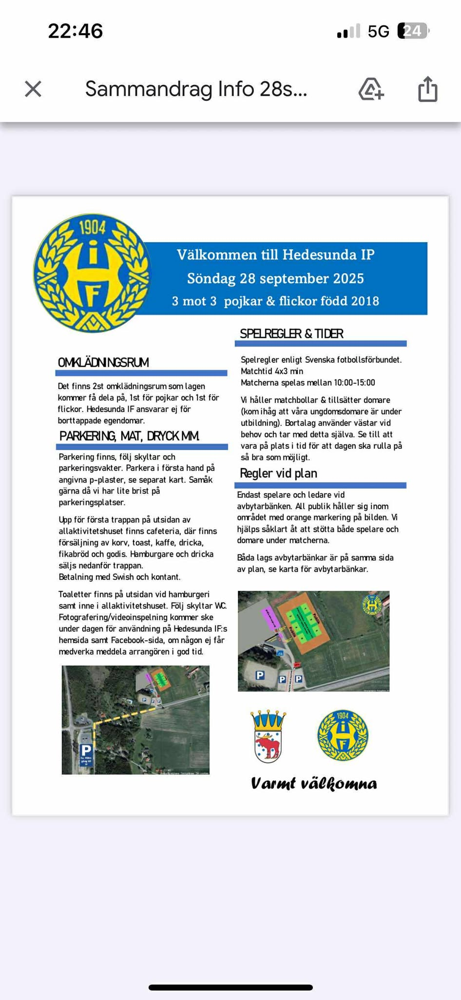 22:46
5G
24
Sammandrag Info 28s...
1904
HiF
Välkommen till Hedesunda IP
Söndag 28 september 2025
3 mot 3 pojkar & flickor född 2018
OMKLÄDNINGSRUM
Det finns 2st omklädningsrum som lagen
kommer få dela på, 1st för pojkar och 1st för
flickor. Hedesunda IF ansvarar ej för
borttappade egendomar.
PARKERING, MAT, DRYCK MM.
Parkering finns, följ skyltar och
parkeringsvakter. Parkera i första hand på
angivna p-plaster, se separat kart. Samåk
gärna då vi har lite brist på
parkeringsplatser.
Upp för första trappan på utsidan av
allaktivitetshuset finns cafeteria, där finns
försäljning av korv, toast, kaffe, dricka,
fikabröd och godis. Hamburgare och dricka
säljs nedanför trappan.
Betalning med Swish och kontant.
Toaletter finns på utsidan vid hamburgeri
samt inne i allaktivitetshuset. Följ skyltar WC.
Fotografering/videoinspelning kommer ske
under dagen för användning på Hedesunda IF:s
hemsida samt Facebook-sida, om någon ej får
medverka meddela arrangören i god tid.
P
Ca. 450m
gång till
IP
P
P
P
SPELREGLER & TIDER
Spelregler enligt Svenska fotbollsförbundet.
Matchtid 4x3 min
Matcherna spelas mellan 10:00-15:00
Vi håller matchbollar & tillsätter domare
(kom ihåg att våra ungdomsdomare är under
utbildning). Bortalag använder västar vid
behov och tar med detta själva. Se till att
vara på plats i tid för att dagen ska rulla på
så bra som möjligt.
Regler vid plan
Endast spelare och ledare vid
avbytarbänken. All publik håller sig inom
området med orange markering på bilden. Vi
hjälps såklart åt att stötta både spelare och
domare under matcherna.
Båda lags avbytarbänkar är på samma sida
av plan, se karta för avbytarbänkar.
Publik
Publik
P
P
P
1904
HiF
Varmt välkomna